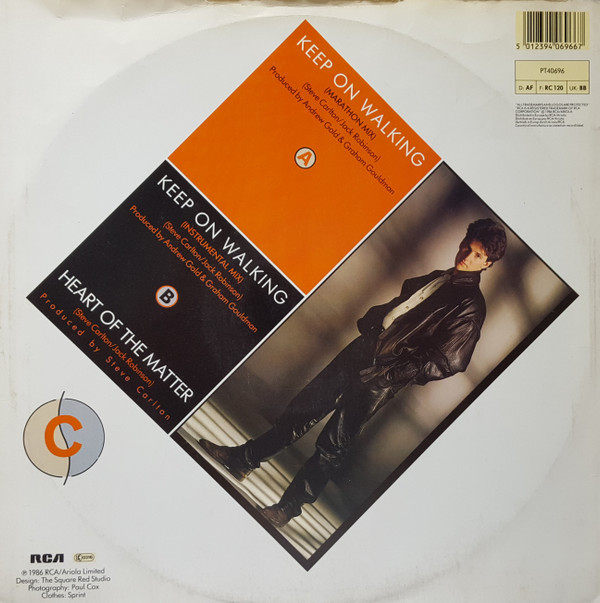 KEEP ON WALKING
(MARATHON MIX)
(Steve Carlton/Jack Robinson)
Produced by Andrew Gold & Graham Gouldman
A
KEEP ON WALKING
(INSTRUMENTAL MIX)
(Steve Carlton/Jack Robinson)
Produced by Andrew Gold & Graham Gouldman
B
HEART OF THE MATTER
(Steve Carlton/Jack Robinson)
Produced by Steve Carlton
5 012394 069667
PT40696
D: AF F: RC 120 UK: BB
C
RCA
℗ 1986 RCA/Ariola Limited
Design: The Square Red Studio
Photography: Paul Cox
Clothes: Sprint